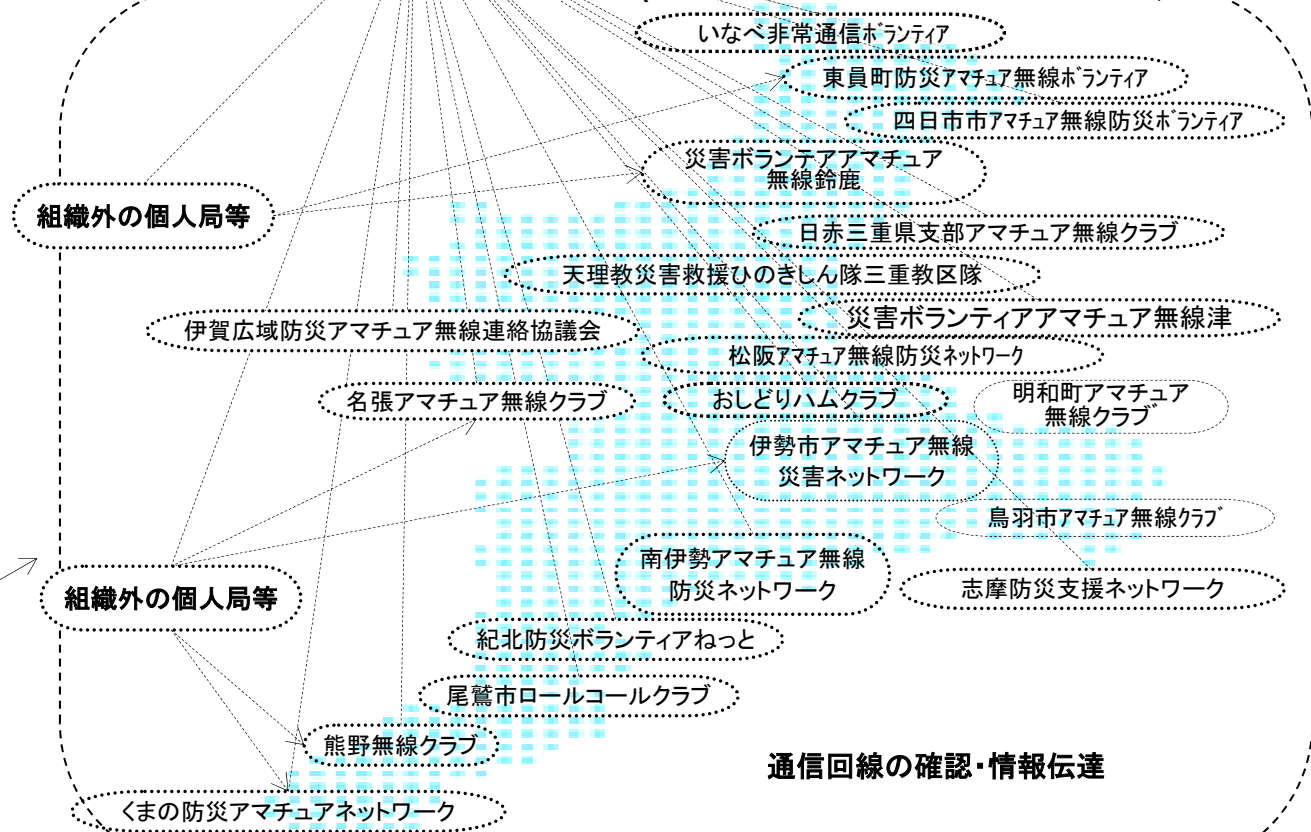 いなべ非常通信ボランティア
東員町防災アマチュア無線ボランティア
四日市市アマチュア無線防災ボランティア
災害ボランテアアマチュア
無線鈴鹿
組織外の個人局等
日赤三重県支部アマチュア無線クラブ
天理教災害救援ひのきしん隊三重教区隊
災害ボランティアアマチュア無線津
伊賀広域防災アマチュア無線連絡協議会
松阪アマチュア無線防災ネットワーク
名張アマチュア無線クラブ
おしどりハムクラブ
明和町アマチュア
無線クラブ
伊勢市アマチュア無線
災害ネットワーク
鳥羽市アマチュア無線クラブ
南伊勢アマチュア無線
防災ネットワーク
志摩防災支援ネットワーク
組織外の個人局等
紀北防災ボランティアねっと
尾鷲市ロールコールクラブ
熊野無線クラブ
通信回線の確認・情報伝達
くまの防災アマチュアネットワーク